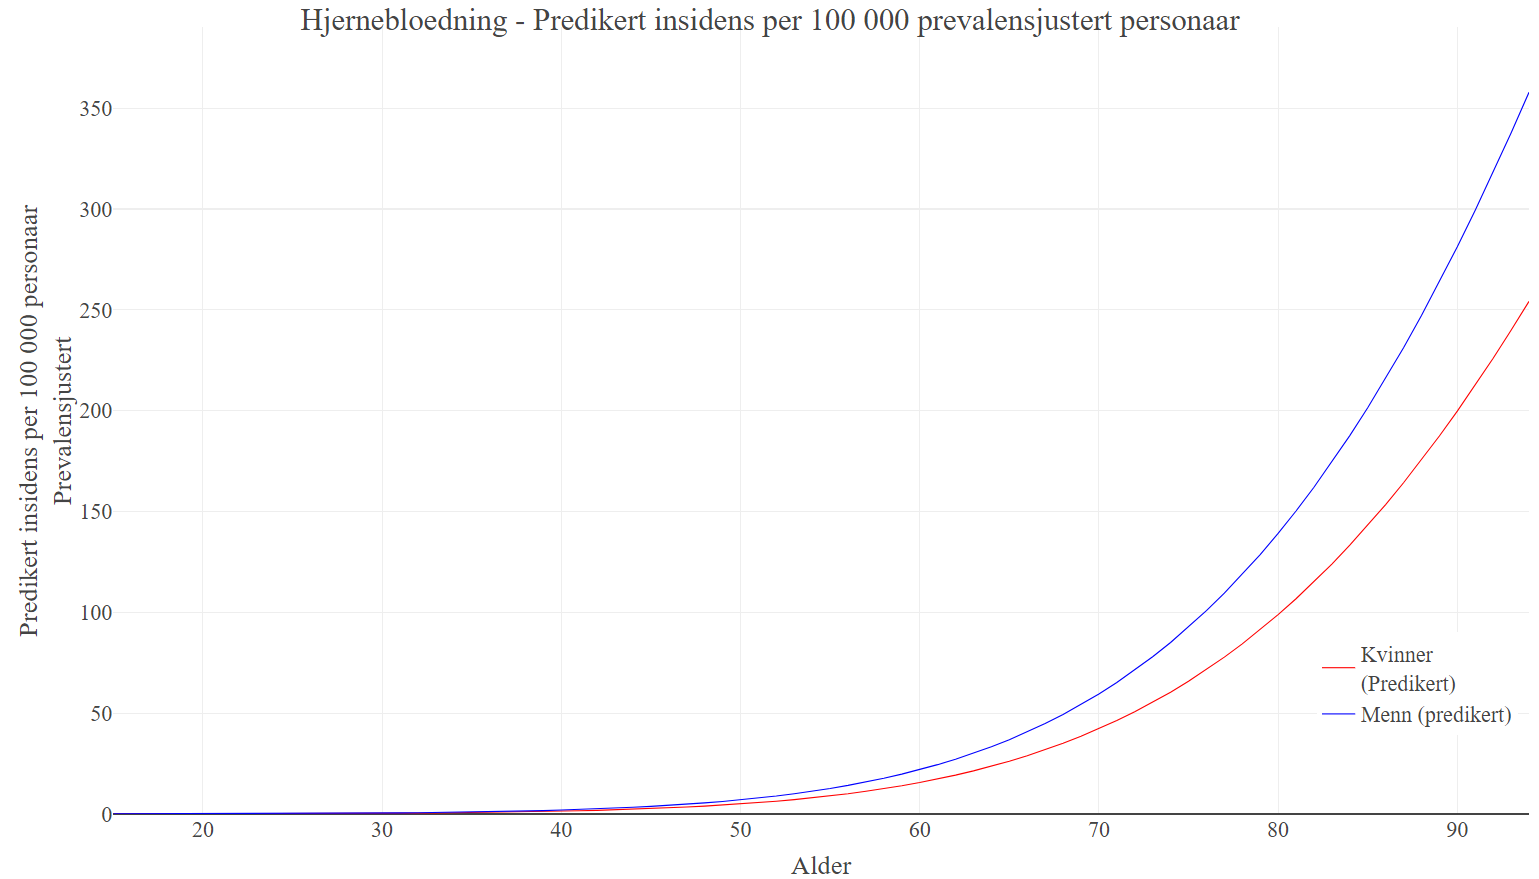 Hjernebloedning - Predikert insidens per 100 000 prevalensjustert personaar
Predikert insidens per 100 000 personaar
Prevalensjustert
350
300
250
200
150
100
50
0
20
30
40
50
60
70
80
90
Alder
Kvinner
(Predikert)
Menn (predikert)